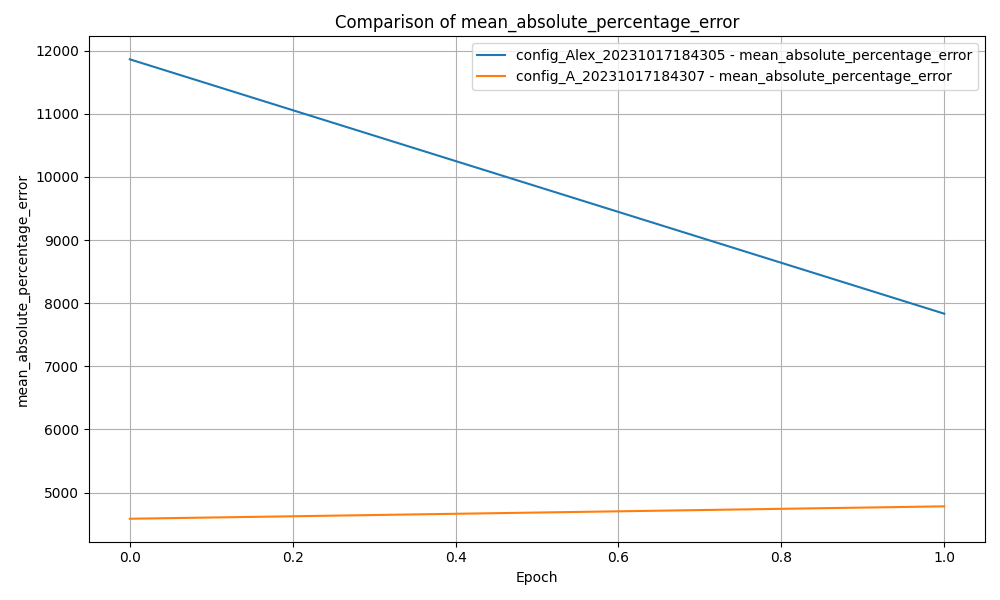 Comparison of mean_absolute_percentage_error
config_Alex_20231017184305 - mean_absolute_percentage_error
config_A_20231017184307 - mean_absolute_percentage_error
mean_absolute_percentage_error
12000
11000
10000
9000
8000
7000
6000
5000
0.0 0.2 0.4 0.6 0.8 1.0
Epoch